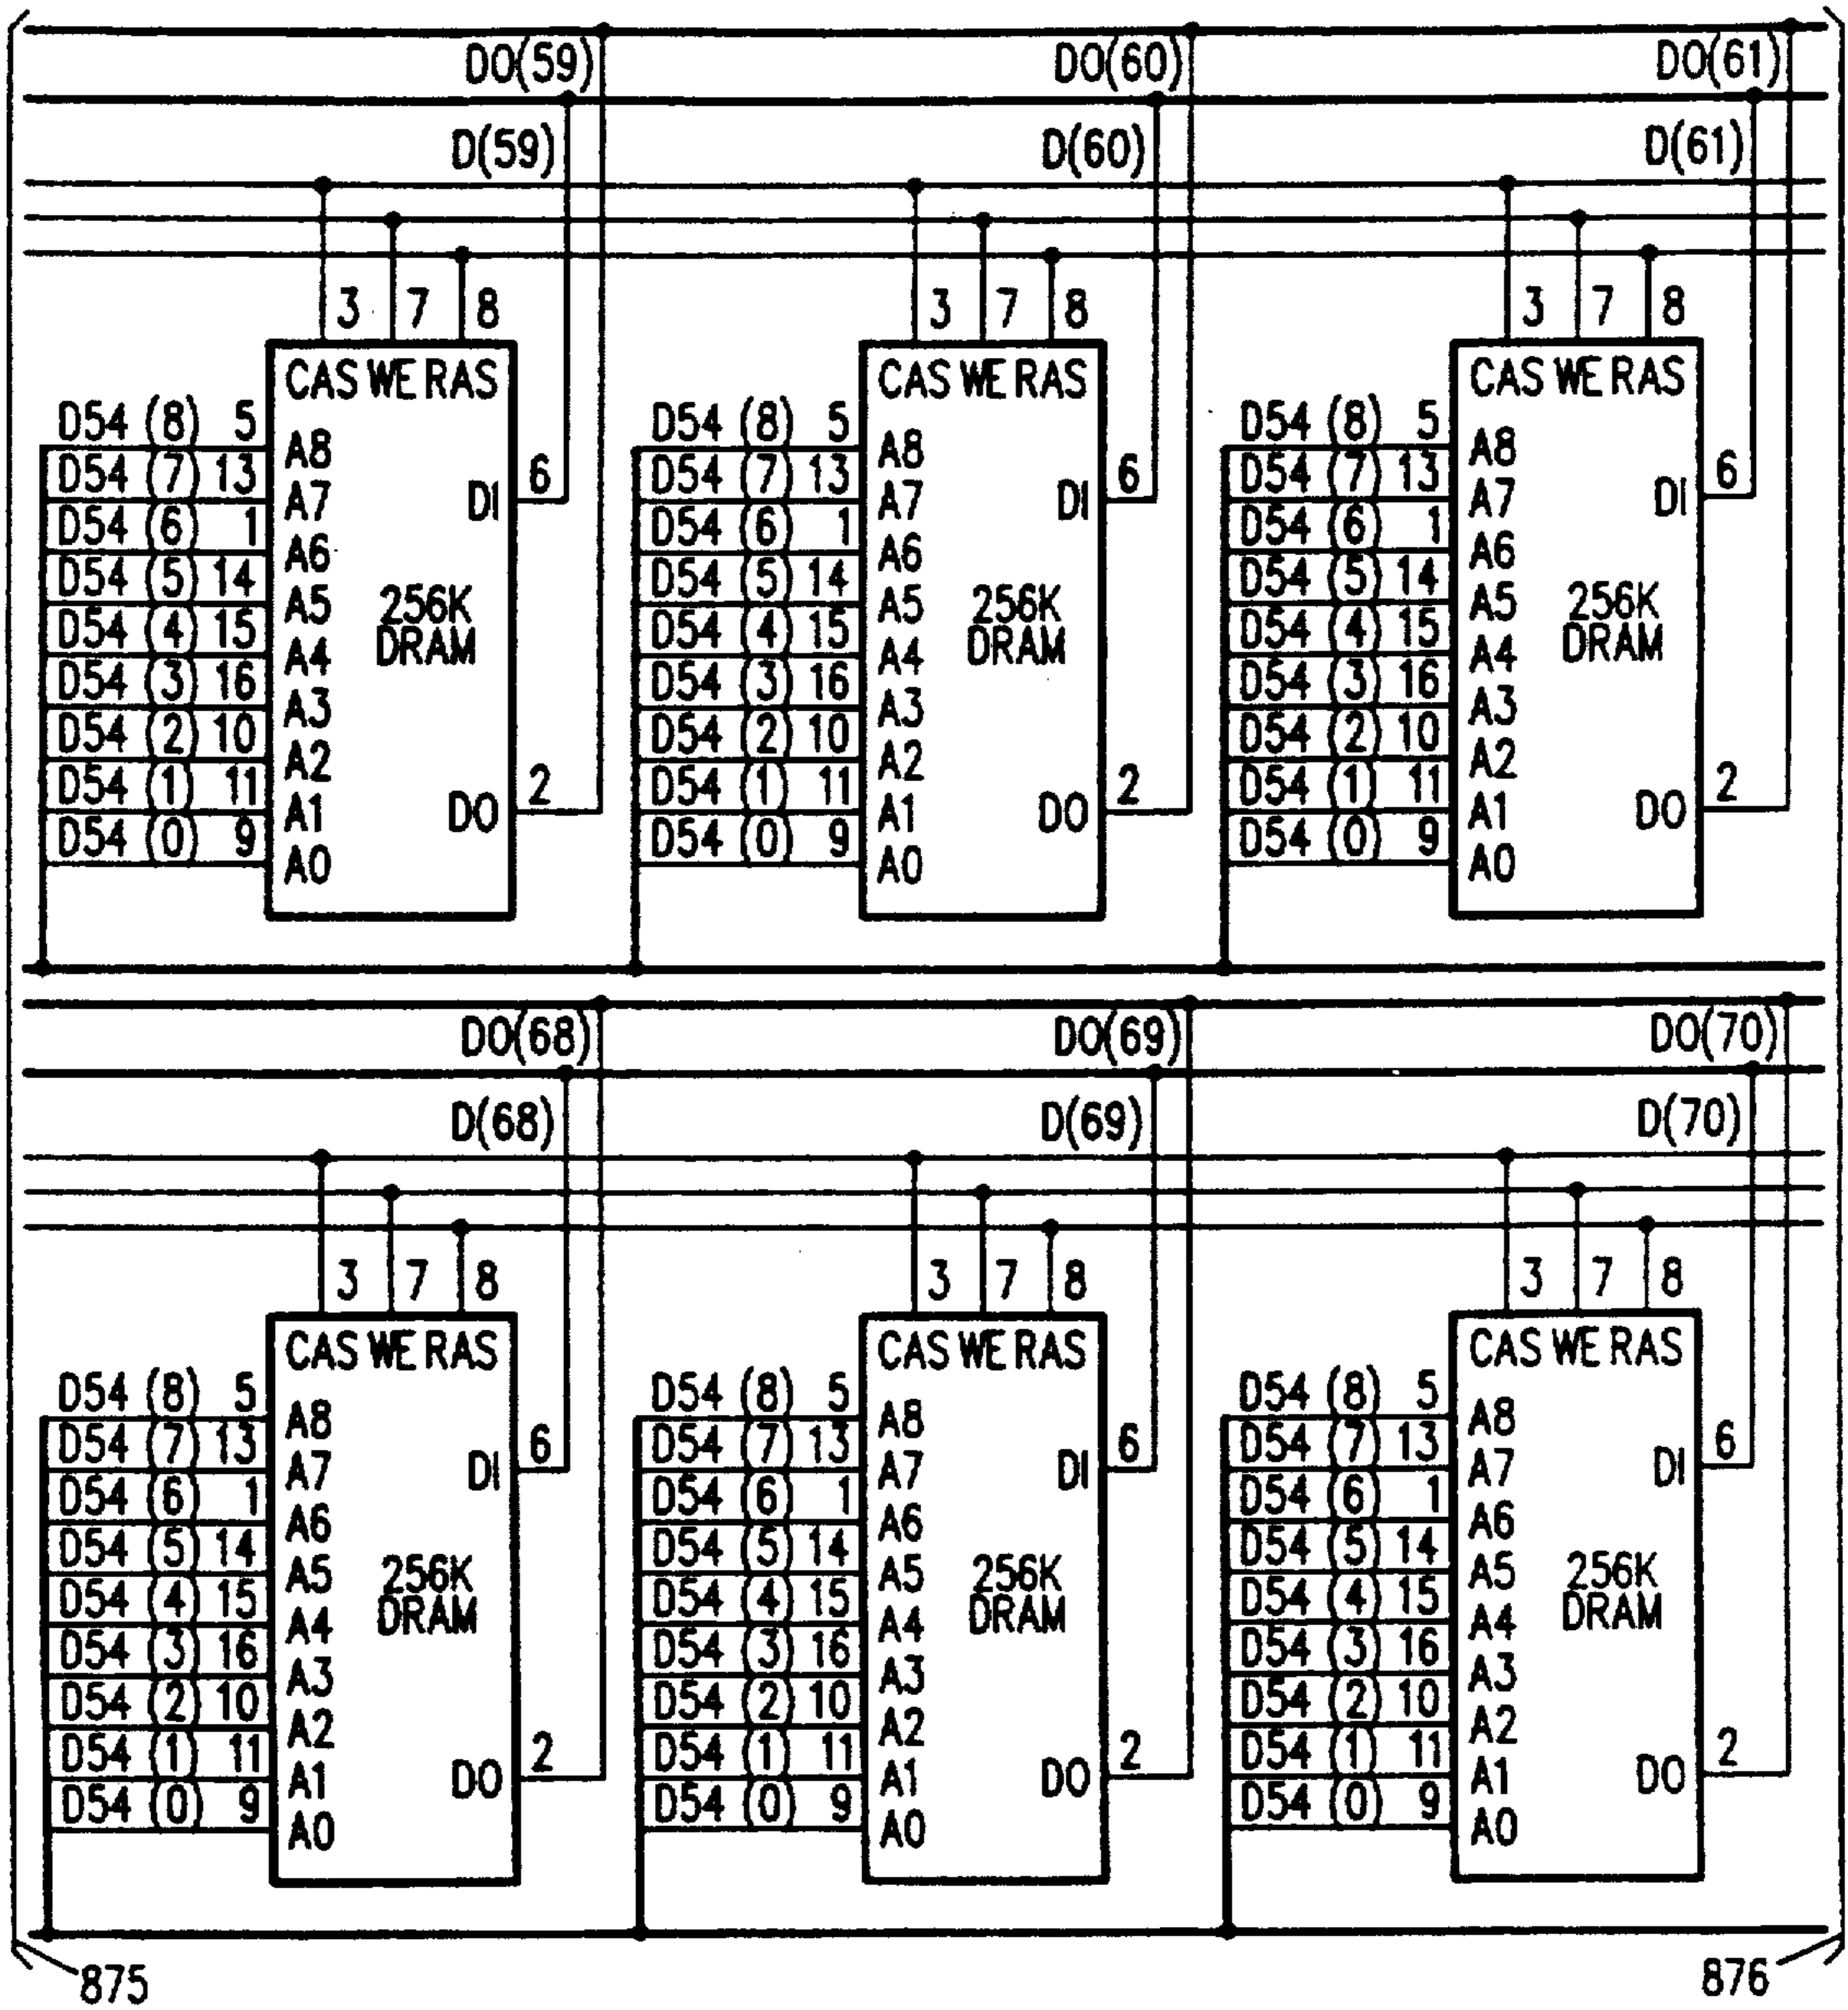 DO(59) DO(60) DO(61)
D(59) D(60) D(61)
3 7 8 3 7 8 3 7 8
CAS WE RAS CAS WE RAS CAS WE RAS
D54 (8) 5 A8 D54 (8) 5 A8 D54 (8) 5 A8
D54 (7) 13 A7 DI 6 D54 (7) 13 A7 DI 6 D54 (7) 13 A7 DI 6
D54 (6) 1 A6 D54 (6) 1 A6 D54 (6) 1 A6
D54 (5) 14 A5 256K D54 (5) 14 A5 256K D54 (5) 14 A5 256K
D54 (4) 15 A4 DRAM D54 (4) 15 A4 DRAM D54 (4) 15 A4 DRAM
D54 (3) 16 A3 D54 (3) 16 A3 D54 (3) 16 A3
D54 (2) 10 A2 D54 (2) 10 A2 D54 (2) 10 A2
D54 (1) 11 A1 DO 2 D54 (1) 11 A1 DO 2 D54 (1) 11 A1 DO 2
D54 (0) 9 A0 D54 (0) 9 A0 D54 (0) 9 A0
DO(68) DO(69) DO(70)
D(68) D(69) D(70)
3 7 8 3 7 8 3 7 8
CAS WE RAS CAS WE RAS CAS WE RAS
D54 (8) 5 A8 D54 (8) 5 A8 D54 (8) 5 A8
D54 (7) 13 A7 DI 6 D54 (7) 13 A7 DI 6 D54 (7) 13 A7 DI 6
D54 (6) 1 A6 D54 (6) 1 A6 D54 (6) 1 A6
D54 (5) 14 A5 256K D54 (5) 14 A5 256K D54 (5) 14 A5 256K
D54 (4) 15 A4 DRAM D54 (4) 15 A4 DRAM D54 (4) 15 A4 DRAM
D54 (3) 16 A3 D54 (3) 16 A3 D54 (3) 16 A3
D54 (2) 10 A2 D54 (2) 10 A2 D54 (2) 10 A2
D54 (1) 11 A1 DO 2 D54 (1) 11 A1 DO 2 D54 (1) 11 A1 DO 2
D54 (0) 9 A0 D54 (0) 9 A0 D54 (0) 9 A0
875 876